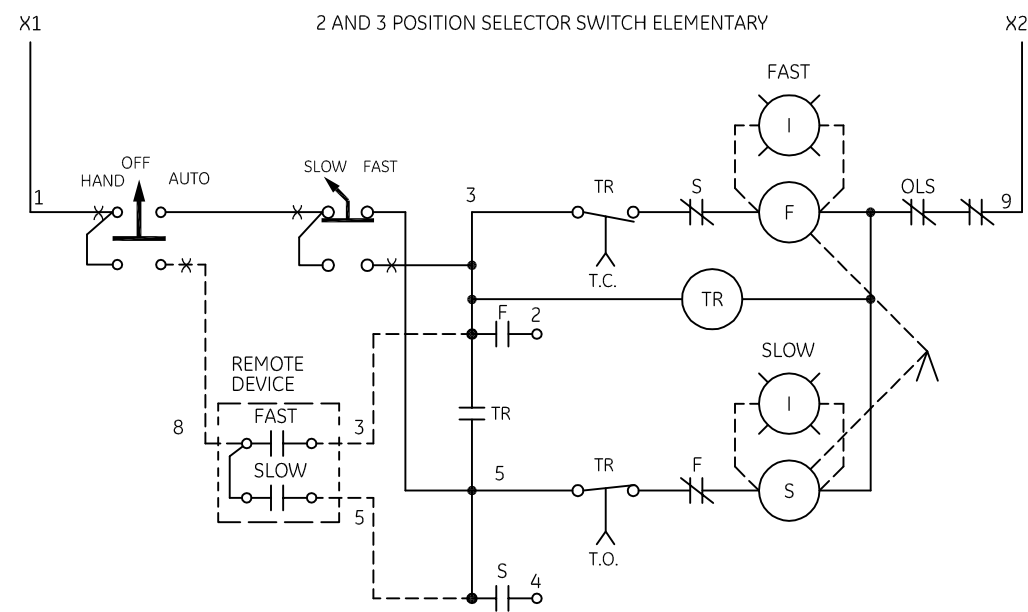 X1
2 AND 3 POSITION SELECTOR SWITCH ELEMENTARY
X2
FAST
I
OFF
HAND
AUTO
SLOW FAST
1
3
TR
S
F
OLS
9
T.C.
TR
F 2
SLOW
I
REMOTE
DEVICE
FAST
8
3
TR
SLOW
5
5
TR
F
S
T.O.
S
4